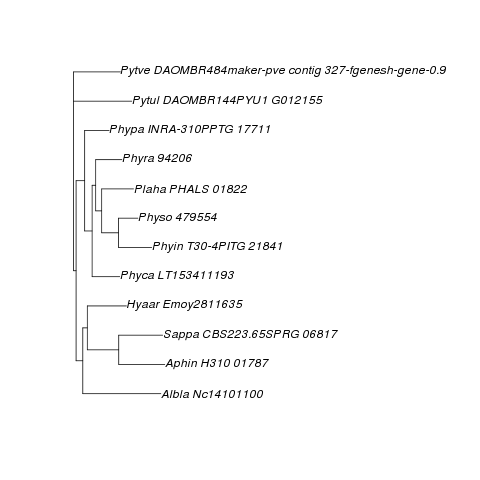 Pytve DAOMBR484maker-pve contig 327-fgenesh-gene-0.9
Pytul DAOMBR144PYU1 G012155
Phypa INRA-310PPTG 17711
Phyra 94206
Plaha PHALS 01822
Physo 479554
Phyin T30-4PITG 21841
Phyca LT153411193
Hyaar Emoy2811635
Sappa CBS223.65SPRG 06817
Aphin H310 01787
Albla Nc14101100